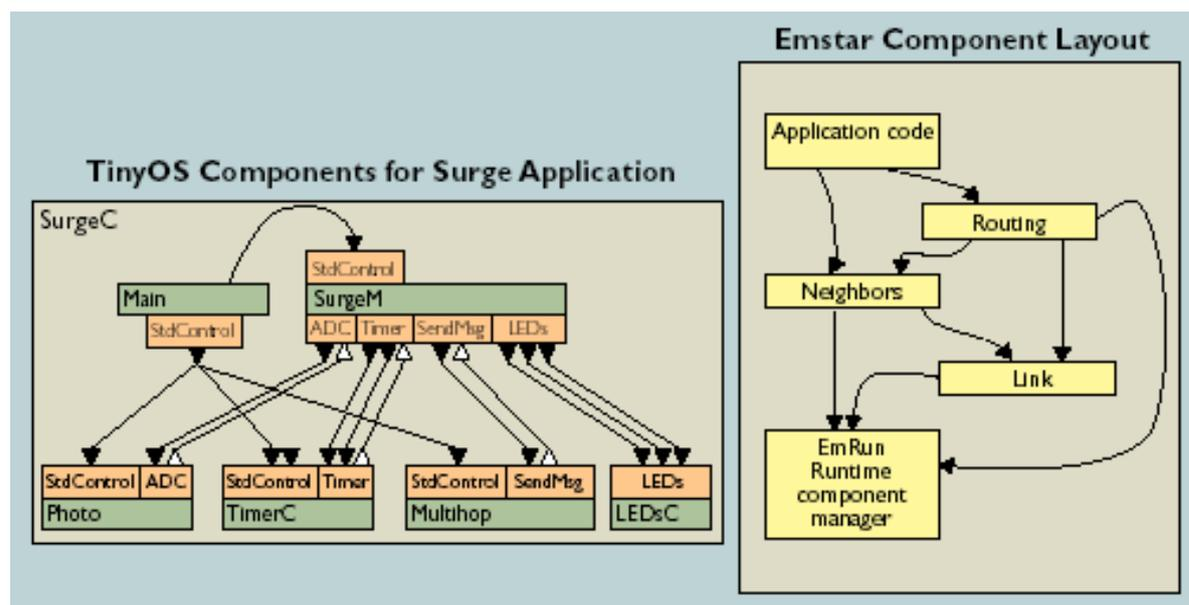 Emstar Component Layout
Application code
Routing
Neighbors
Link
EmRun
Runtime
component
manager
TinyOS Components for Surge Application
SurgeC
StdControl
Main
SurgeM
StdControl
ADC Timer SendMsg LEDs
StdControl ADC StdControl Timer StdControl SendMsg LEDs
Photo TimerC Multihop LEDsC